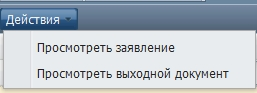 Действия
Просмотреть заявление
Просмотреть выходной документ